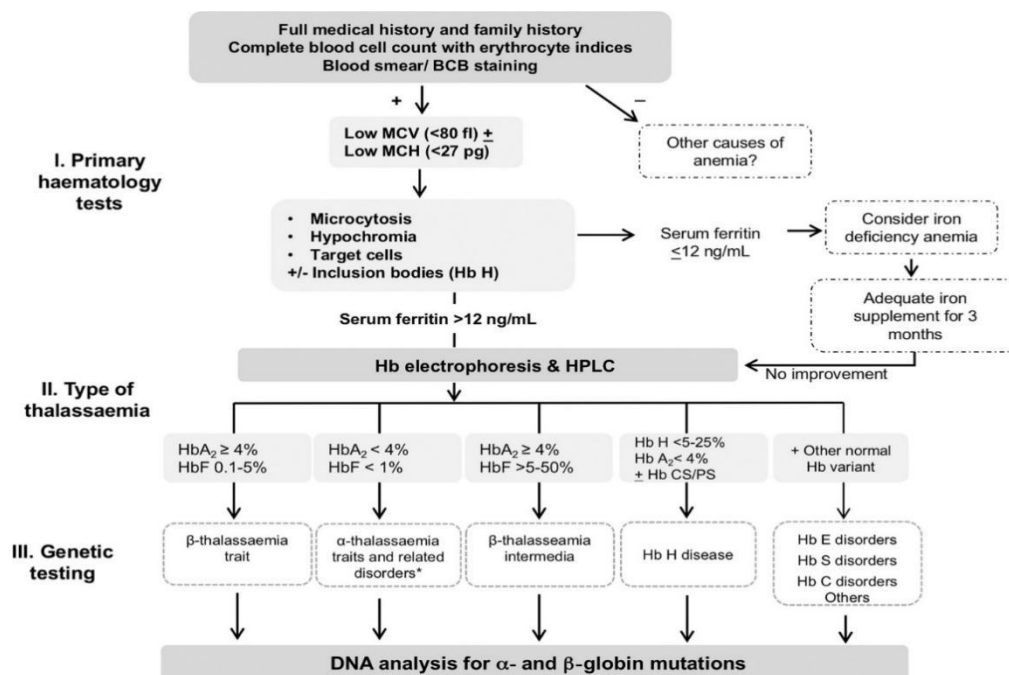 Full medical history and family history
Complete blood cell count with erythrocyte indices
Blood smear/ BCB staining
+
–
Low MCV (<80 fl) ±
Low MCH (<27 pg)
Other causes of
anemia?
I. Primary
haematology
tests
• Microcytosis
• Hypochromia
• Target cells
+/- Inclusion bodies (Hb H)
Serum ferritin
≤12 ng/mL
Consider iron
deficiency anemia
Adequate iron
supplement for 3
months
Serum ferritin >12 ng/mL
Hb electrophoresis & HPLC
No improvement
II. Type of
thalassaemia
HbA₂ ≥ 4%
HbF 0.1-5%
HbA₂ < 4%
HbF < 1%
HbA₂ ≥ 4%
HbF >5-50%
Hb H <5-25%
Hb A₂< 4%
± Hb CS/PS
+ Other normal
Hb variant
III. Genetic
testing
β-thalassaemia
trait
α-thalassaemia
traits and related
disorders*
β-thalasseamia
intermedia
Hb H disease
Hb E disorders
Hb S disorders
Hb C disorders
Others
DNA analysis for α- and β-globin mutations